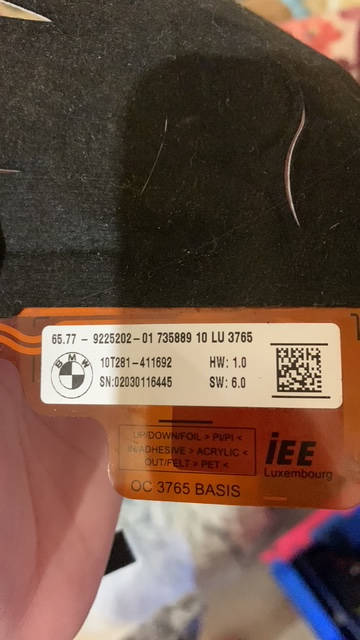 65.77 - 9225202-01 735889 10 LU 3765
BMW
10T281-411692 HW: 1.0
SN:02030116445 SW: 6.0
UP/DOWN/FOIL > PI/PI <
IN/ADHESIVE > ACRYLIC <
OUT/FELT > PET <
iEE
Luxembourg
OC 3765 BASIS